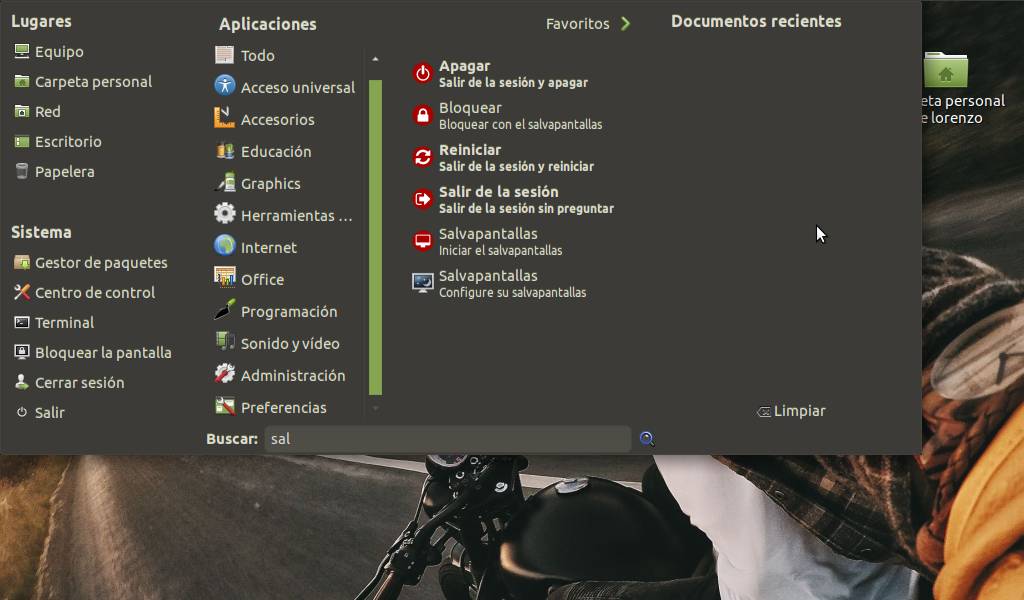 Lugares
Equipo
Carpeta personal
Red
Escritorio
Papelera
Sistema
Gestor de paquetes
Centro de control
Terminal
Bloquear la pantalla
Cerrar sesión
Salir
Aplicaciones
Favoritos
Todo
Acceso universal
Accesorios
Educación
Graphics
Herramientas ...
Internet
Office
Programación
Sonido y vídeo
Administración
Preferencias
Apagar
Salir de la sesión y apagar
Bloquear
Bloquear con el salvapantallas
Reiniciar
Salir de la sesión y reiniciar
Salir de la sesión
Salir de la sesión sin preguntar
Salvapantallas
Iniciar el salvapantallas
Salvapantallas
Configure su salvapantallas
Buscar: sal
Documentos recientes
Limpiar
eta personal
e lorenzo